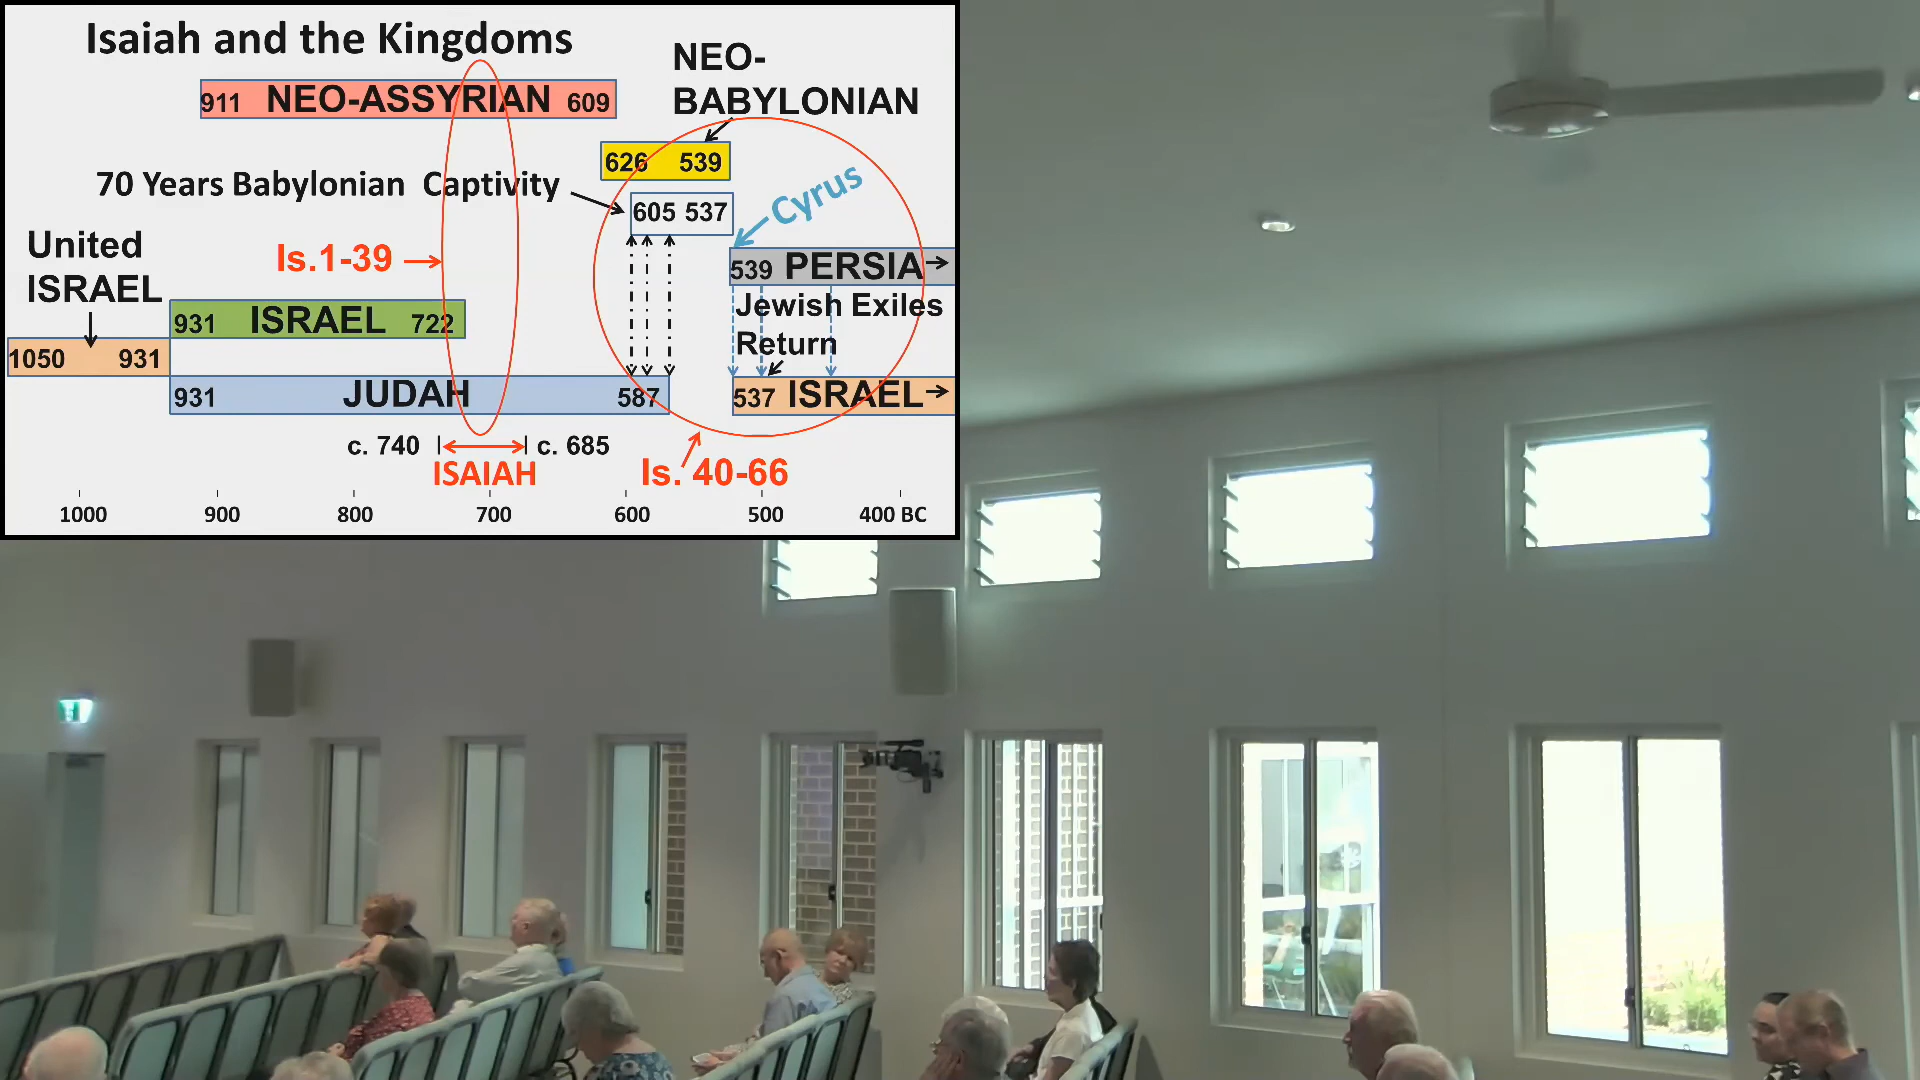 Isaiah and the Kingdoms
NEO-
BABYLONIAN
911 NEO-ASSYRIAN 609
626 539
70 Years Babylonian Captivity
605 537
Cyrus
United
ISRAEL
Is.1-39
539 PERSIA
Jewish Exiles
Return
931 ISRAEL 722
1050 931
931 JUDAH 587
537 ISRAEL
c. 740
c. 685
ISAIAH
Is. 40-66
1000 900 800 700 600 500 400 BC